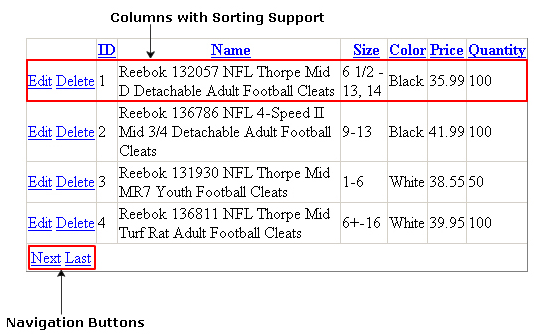 Columns with Sorting Support
ID Name Size Color Price Quantity
Edit Delete 1 Reebok 132057 NFL Thorpe Mid D Detachable Adult Football Cleats 6 1/2 - 13, 14 Black 35.99 100
Edit Delete 2 Reebok 136786 NFL 4-Speed II Mid 3/4 Detachable Adult Football Cleats 9-13 Black 41.99 100
Edit Delete 3 Reebok 131930 NFL Thorpe Mid MR7 Youth Football Cleats 1-6 White 38.55 50
Edit Delete 4 Reebok 136811 NFL Thorpe Mid Turf Rat Adult Football Cleats 6+-16 White 39.95 100
Next Last
Navigation Buttons